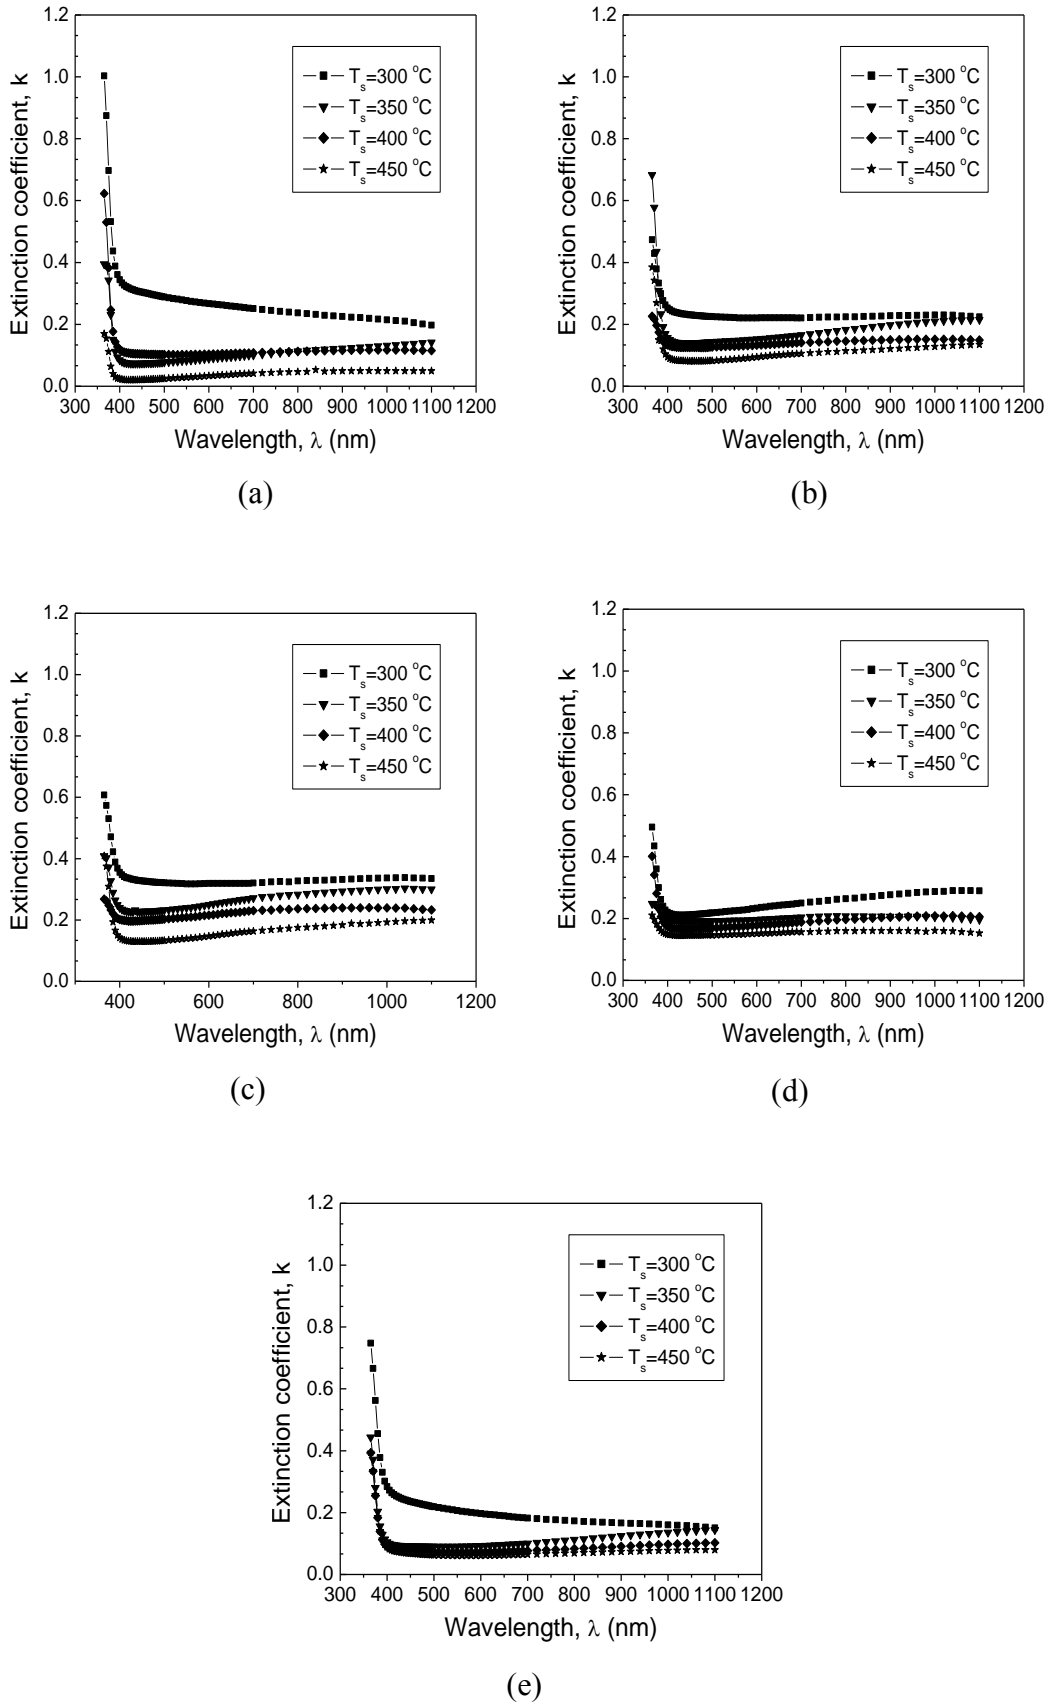 1.2
1.0
0.8
0.6
0.4
0.2
0.0
Extinction coefficient, k
Ts=300 °C
Ts=350 °C
Ts=400 °C
Ts=450 °C
300 400 500 600 700 800 900 1000 1100 1200
Wavelength, λ (nm)
(a)
1.2
1.0
0.8
0.6
0.4
0.2
0.0
Extinction coefficient, k
Ts=300 °C
Ts=350 °C
Ts=400 °C
Ts=450 °C
300 400 500 600 700 800 900 1000 1100 1200
Wavelength, λ (nm)
(b)
1.2
1.0
0.8
0.6
0.4
0.2
0.0
Extinction coefficient, k
Ts=300 °C
Ts=350 °C
Ts=400 °C
Ts=450 °C
400 600 800 1000 1200
Wavelength, λ (nm)
(c)
1.2
1.0
0.8
0.6
0.4
0.2
0.0
Extinction coefficient, k
Ts=300 °C
Ts=350 °C
Ts=400 °C
Ts=450 °C
300 400 500 600 700 800 900 1000 1100 1200
Wavelength, λ (nm)
(d)
1.2
1.0
0.8
0.6
0.4
0.2
0.0
Extinction coefficient, k
Ts=300 °C
Ts=350 °C
Ts=400 °C
Ts=450 °C
300 400 500 600 700 800 900 1000 1100 1200
Wavelength, λ (nm)
(e)